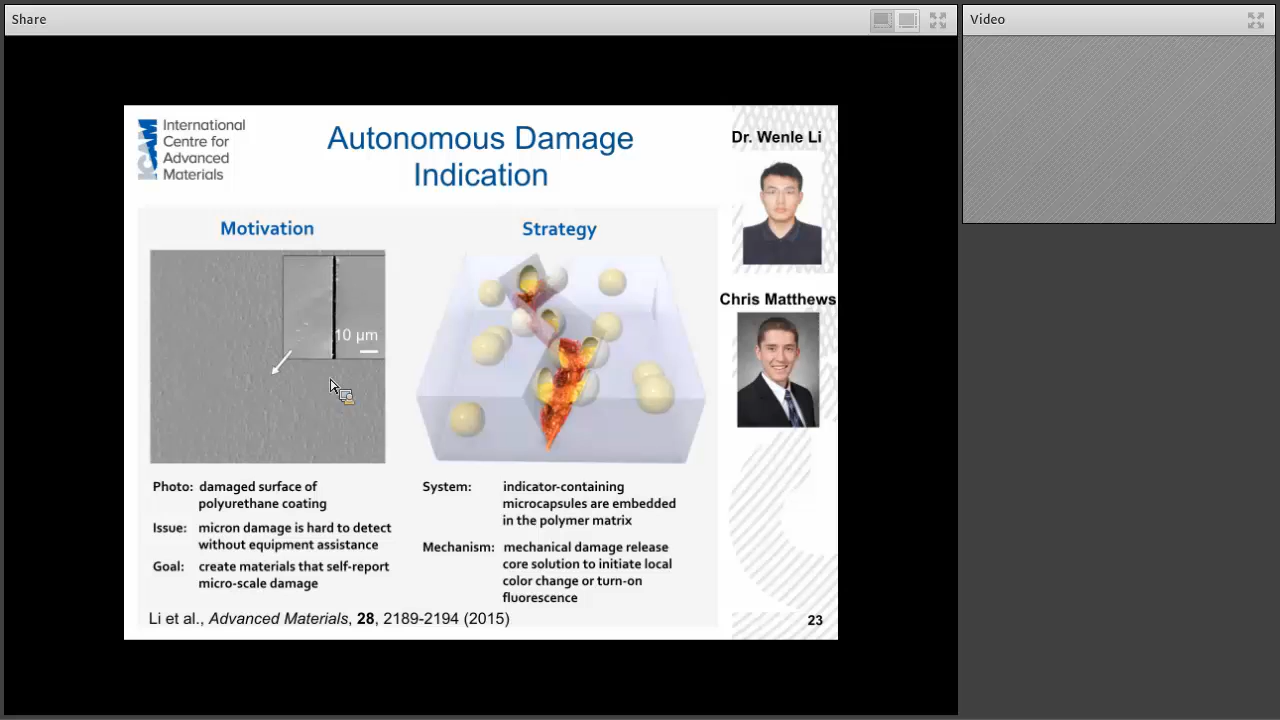 Share
Video
International
Centre for
Advanced
Materials
ICAM
Autonomous Damage
Indication
Dr. Wenle Li
Motivation
Strategy
Chris Matthews
10 µm
Photo: damaged surface of
polyurethane coating
Issue: micron damage is hard to detect
without equipment assistance
Goal: create materials that self-report
micro-scale damage
System: indicator-containing
microcapsules are embedded
in the polymer matrix
Mechanism: mechanical damage release
core solution to initiate local
color change or turn-on
fluorescence
Li et al., Advanced Materials, 28, 2189-2194 (2015)
23